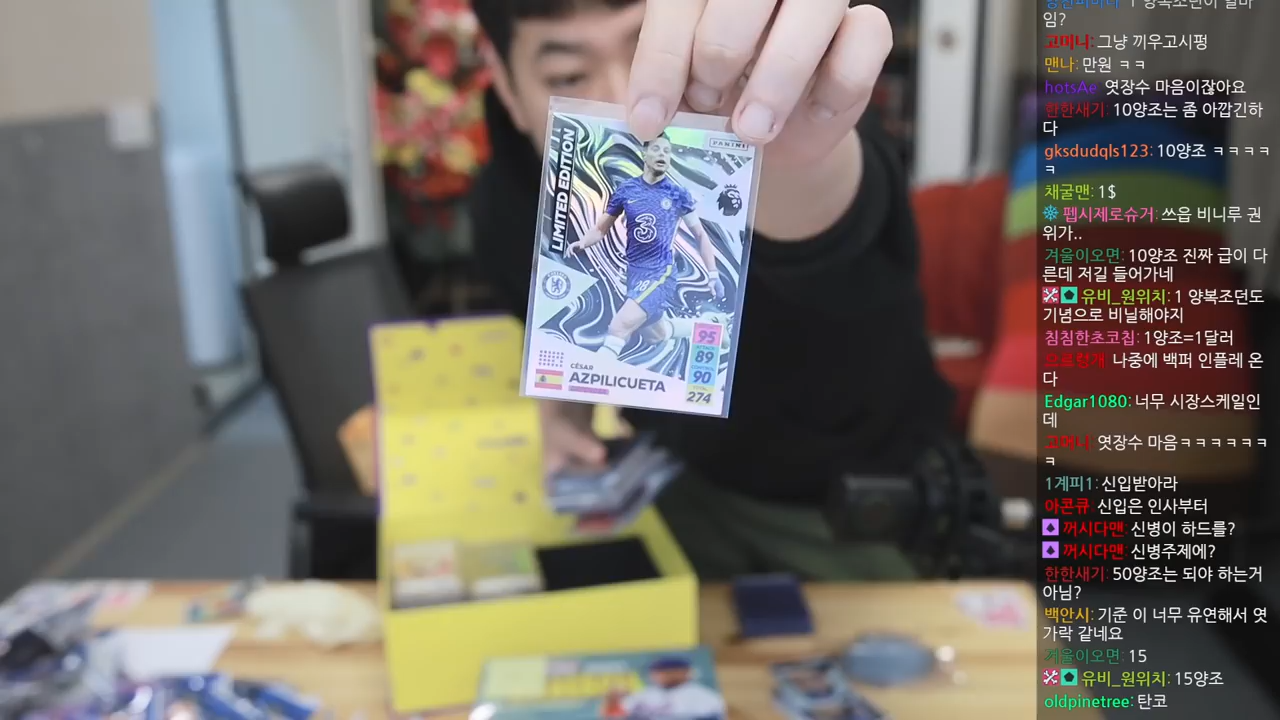 LIMITED EDITION
PANINI
3
28
95
89
CONTROL
90
TOTAL
274
CÉSAR
AZPILICUETA
임?
고며니: 그냥 끼우고시펑
맨나: 만원 ㅋㅋ
hotsAe: 엿장수 마음이잖아요
한한새기: 10양조는 좀 아깝긴하
다
gksdudqls123: 10양조 ㅋㅋㅋㅋ
ㅋ
채굴맨: 1$
펩시제로슈거: 쓰읍 비니루 권
위가..
겨울이오면: 10양조 진짜 급이 다
른데 저길 들어가네
유비_원위치: 1 양복조던도
기념으로 비닐해야지
침침한초코칩: 1양조=1달러
으르렁개: 나중에 백퍼 인플레 온
다
Edgar1080: 너무 시장스케일인
데
고며니: 엿장수 마음ㅋㅋㅋㅋㅋㅋ
ㅋ
1계피1: 신입받아라
아콘큐: 신입은 인사부터
꺼시다맨: 신병이 하드를?
꺼시다맨: 신병주제에?
한한새기: 50양조는 되야 하는거
아님?
백안시: 기준 이 너무 유연해서 엿
가락 같네요
겨울이오면: 15
유비_원위치: 15양조
oldpinetree: 탄코